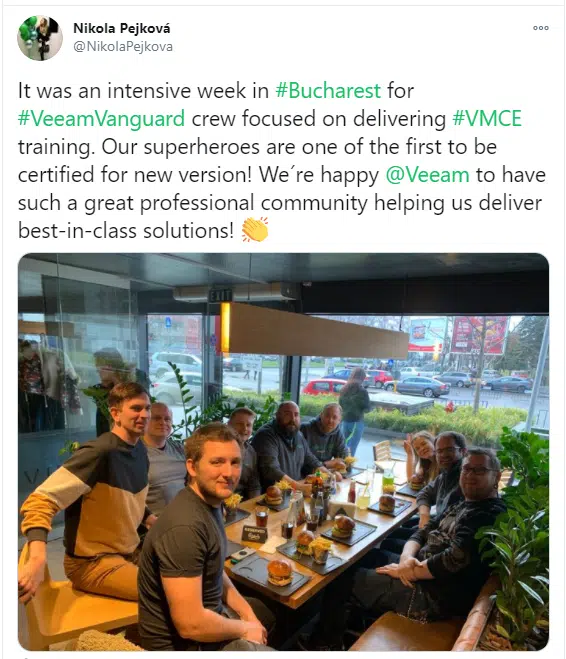 Nikola Pejková
@NikolaPejkova
It was an intensive week in #Bucharest for
#VeeamVanguard crew focused on delivering #VMCE
training. Our superheroes are one of the first to be
certified for new version! We´re happy @Veeam to have
such a great professional community helping us deliver
best-in-class solutions! 👏